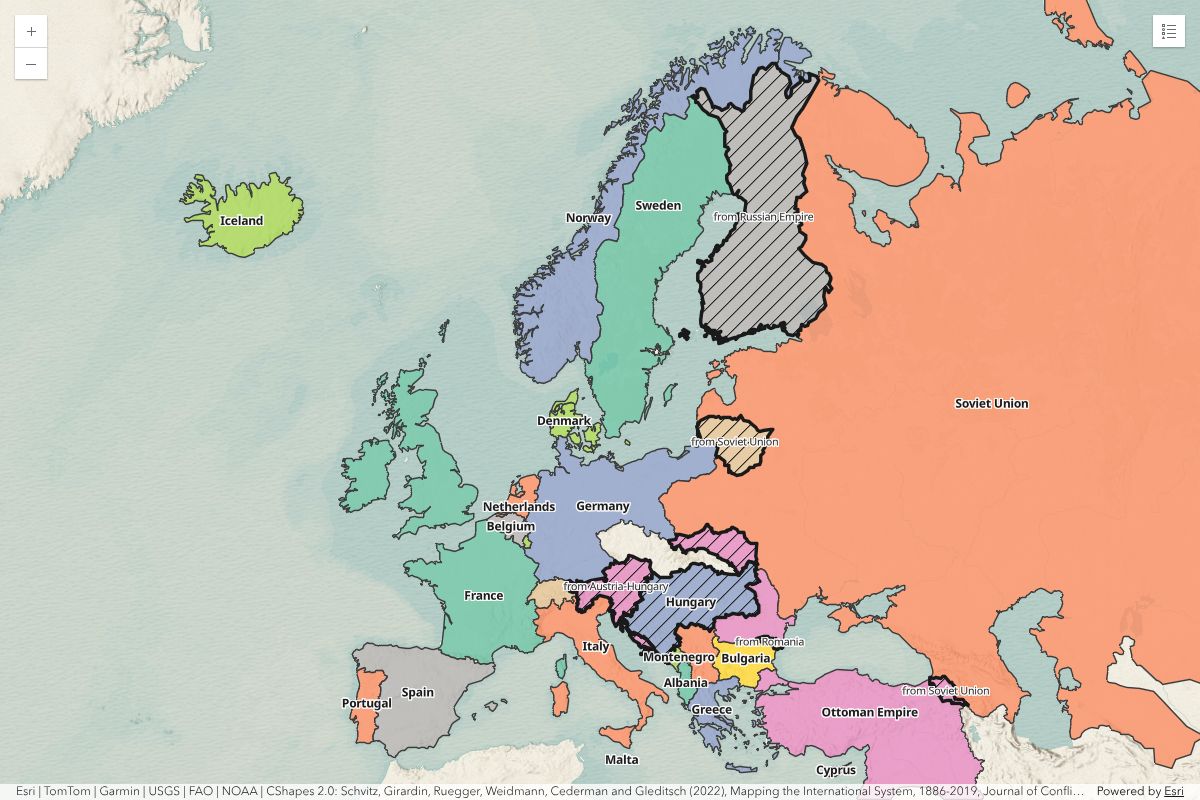 +
−
Iceland
Norway
Sweden
from Russian Empire
Soviet Union
Denmark
from Soviet Union
Netherlands
Germany
Belgium
from Austria-Hungary
France
Hungary
from Romania
Italy
Montenegro
Bulgaria
Albania
Spain
from Soviet Union
Portugal
Greece
Ottoman Empire
Malta
Cyprus
Esri | TomTom | Garmin | USGS | FAO | NOAA | CShapes 2.0: Schvitz, Girardin, Ruegger, Weidmann, Cederman and Gleditsch (2022), Mapping the International System, 1886-2019, Journal of Confli… Powered by Esri